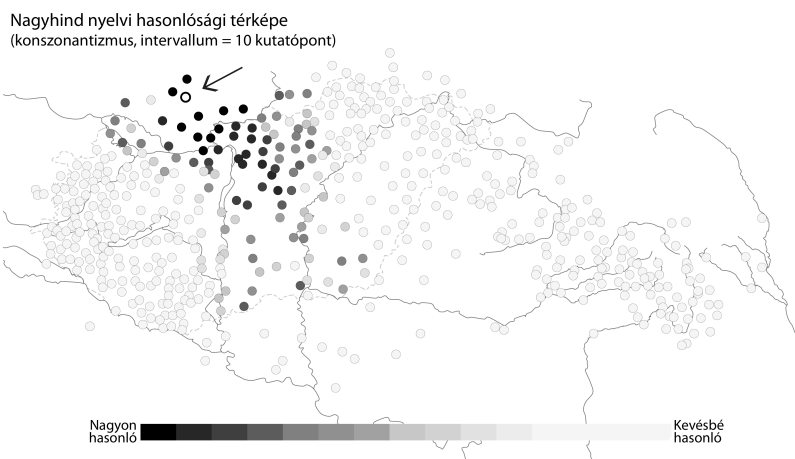 Nagyhind nyelvi hasonlósági térképe
(konszonantizmus, intervallum = 10 kutatópont)
Nagyon
hasonló
Kevésbé
hasonló